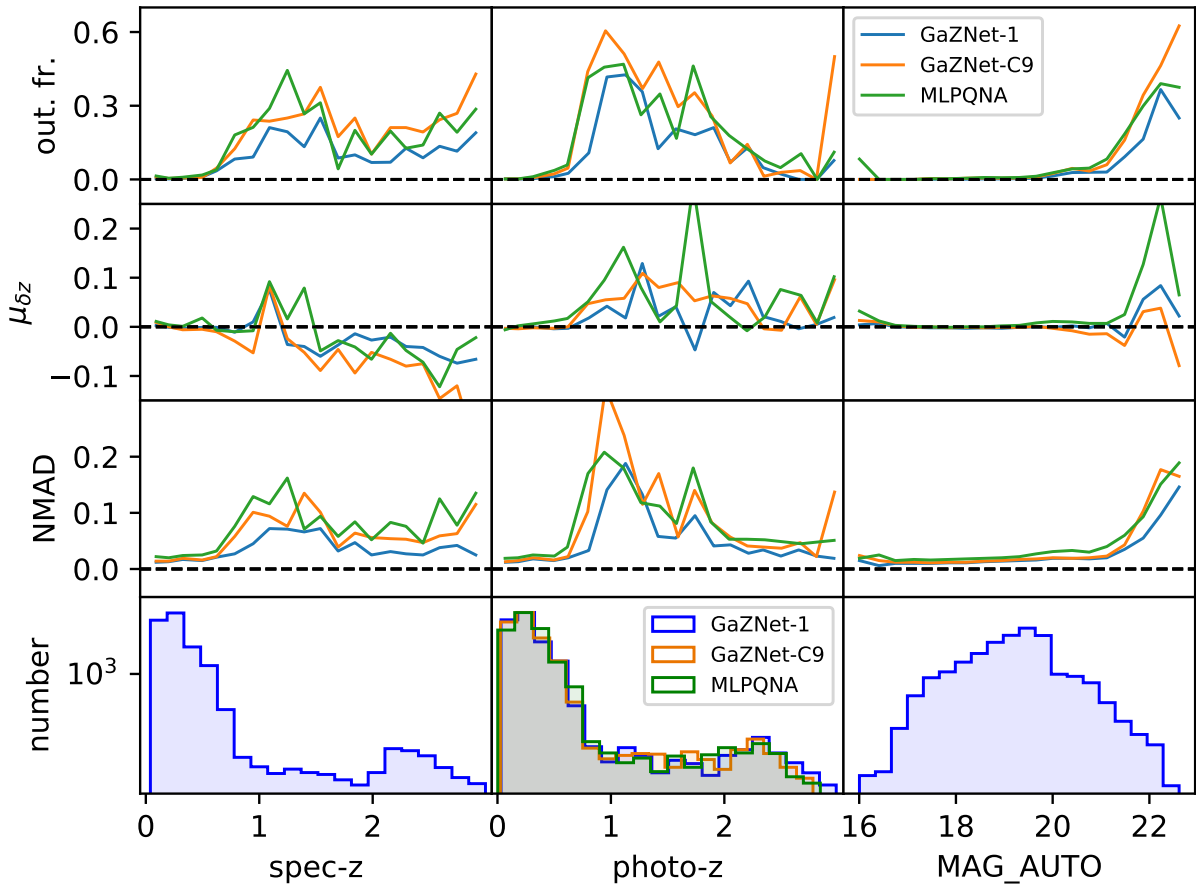 out. fr.
0.6
0.3
0.0
GaZNet-1
GaZNet-C9
MLPQNA
μδz
0.2
0.1
0.0
−0.1
NMAD
0.2
0.1
0.0
number
10³
GaZNet-1
GaZNet-C9
MLPQNA
0 1 2
0 1 2
16 18 20 22
spec-z
photo-z
MAG_AUTO